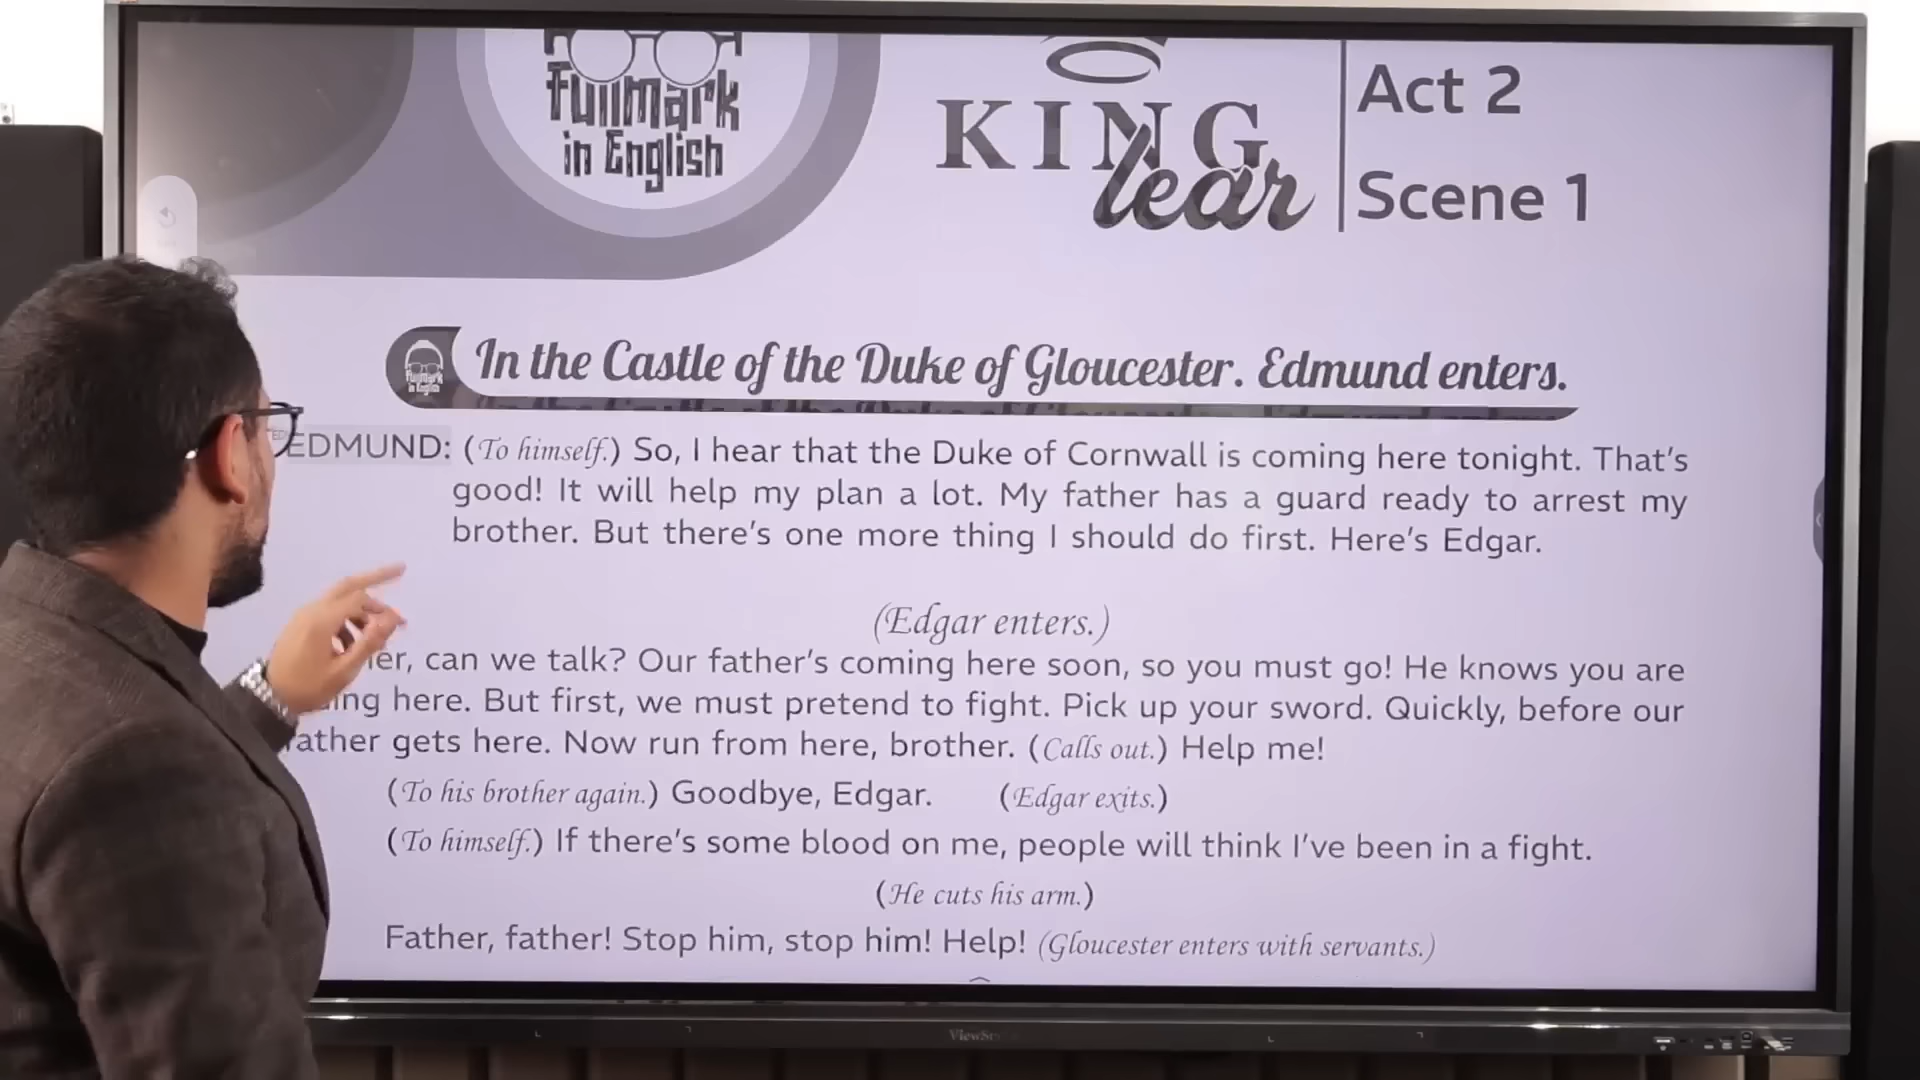 fullmark
in English
KING
lear
Act 2
Scene 1
In the Castle of the Duke of Gloucester. Edmund enters.
EDMUND: (To himself.) So, I hear that the Duke of Cornwall is coming here tonight. That's
good! It will help my plan a lot. My father has a guard ready to arrest my
brother. But there's one more thing I should do first. Here's Edgar.
(Edgar enters.)
can we talk? Our father's coming here soon, so you must go! He knows you are
here. But first, we must pretend to fight. Pick up your sword. Quickly, before our
father gets here. Now run from here, brother. (Calls out.) Help me!
(To his brother again.) Goodbye, Edgar. (Edgar exits.)
(To himself.) If there's some blood on me, people will think I've been in a fight.
(He cuts his arm.)
Father, father! Stop him, stop him! Help! (Gloucester enters with servants.)